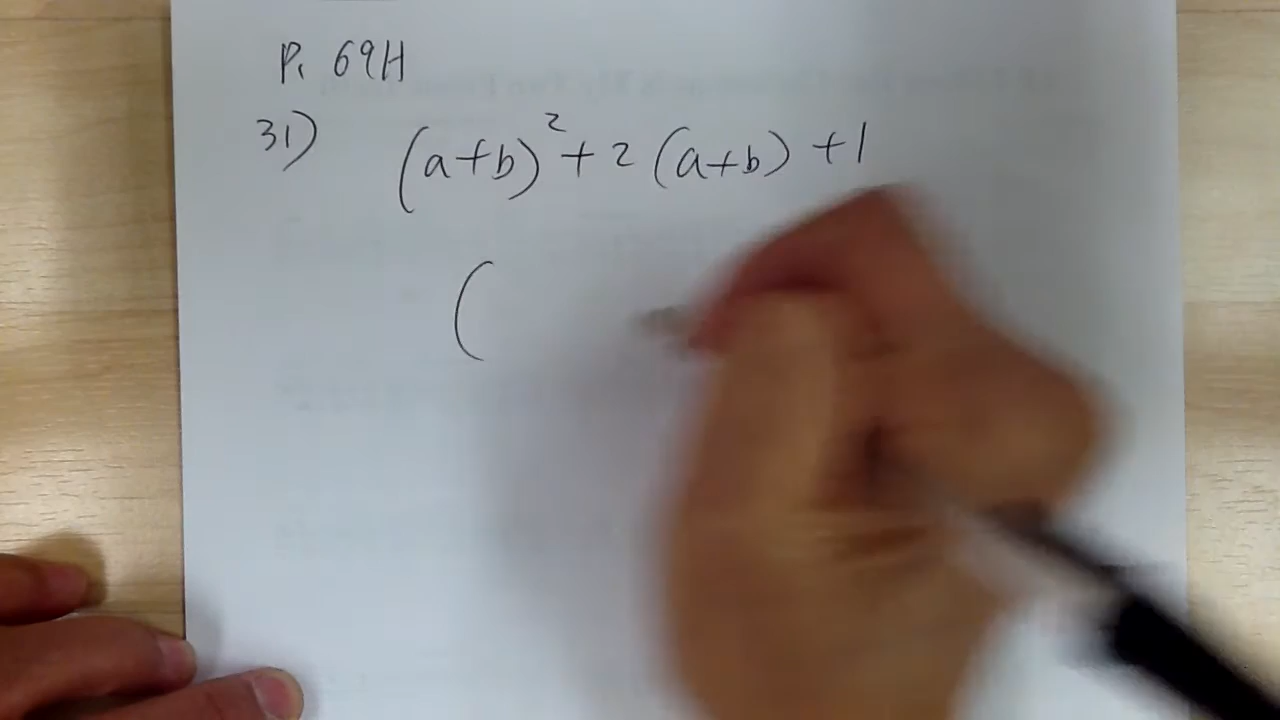 P. 69H
31) (a+b)² + 2(a+b) + 1
(